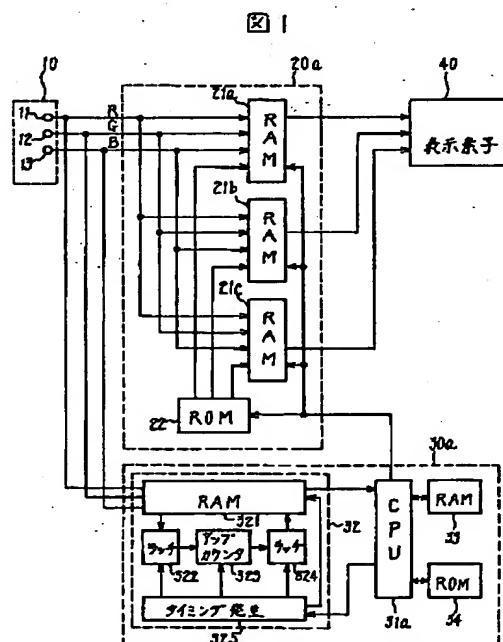 図 1
10
20a
40
11
12
13
R
G
B
21a
RAM
表示素子
21b
RAM
21c
RAM
22
ROM
30a
RAM
321
32
CPU
RAM
33
ラッチ
322
アップカウンタ
323
ラッチ
324
31a
ROM
34
タイミング発生
325